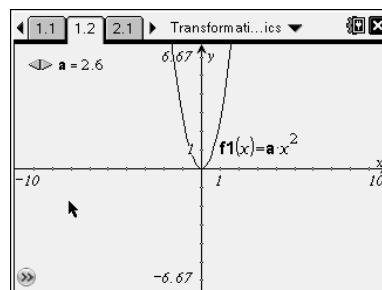 1.1 1.2 2.1 Transformati...ics
6.67 y
a = 2.6
1 f1(x)=a·x²
x
-10 1 10
-6.67